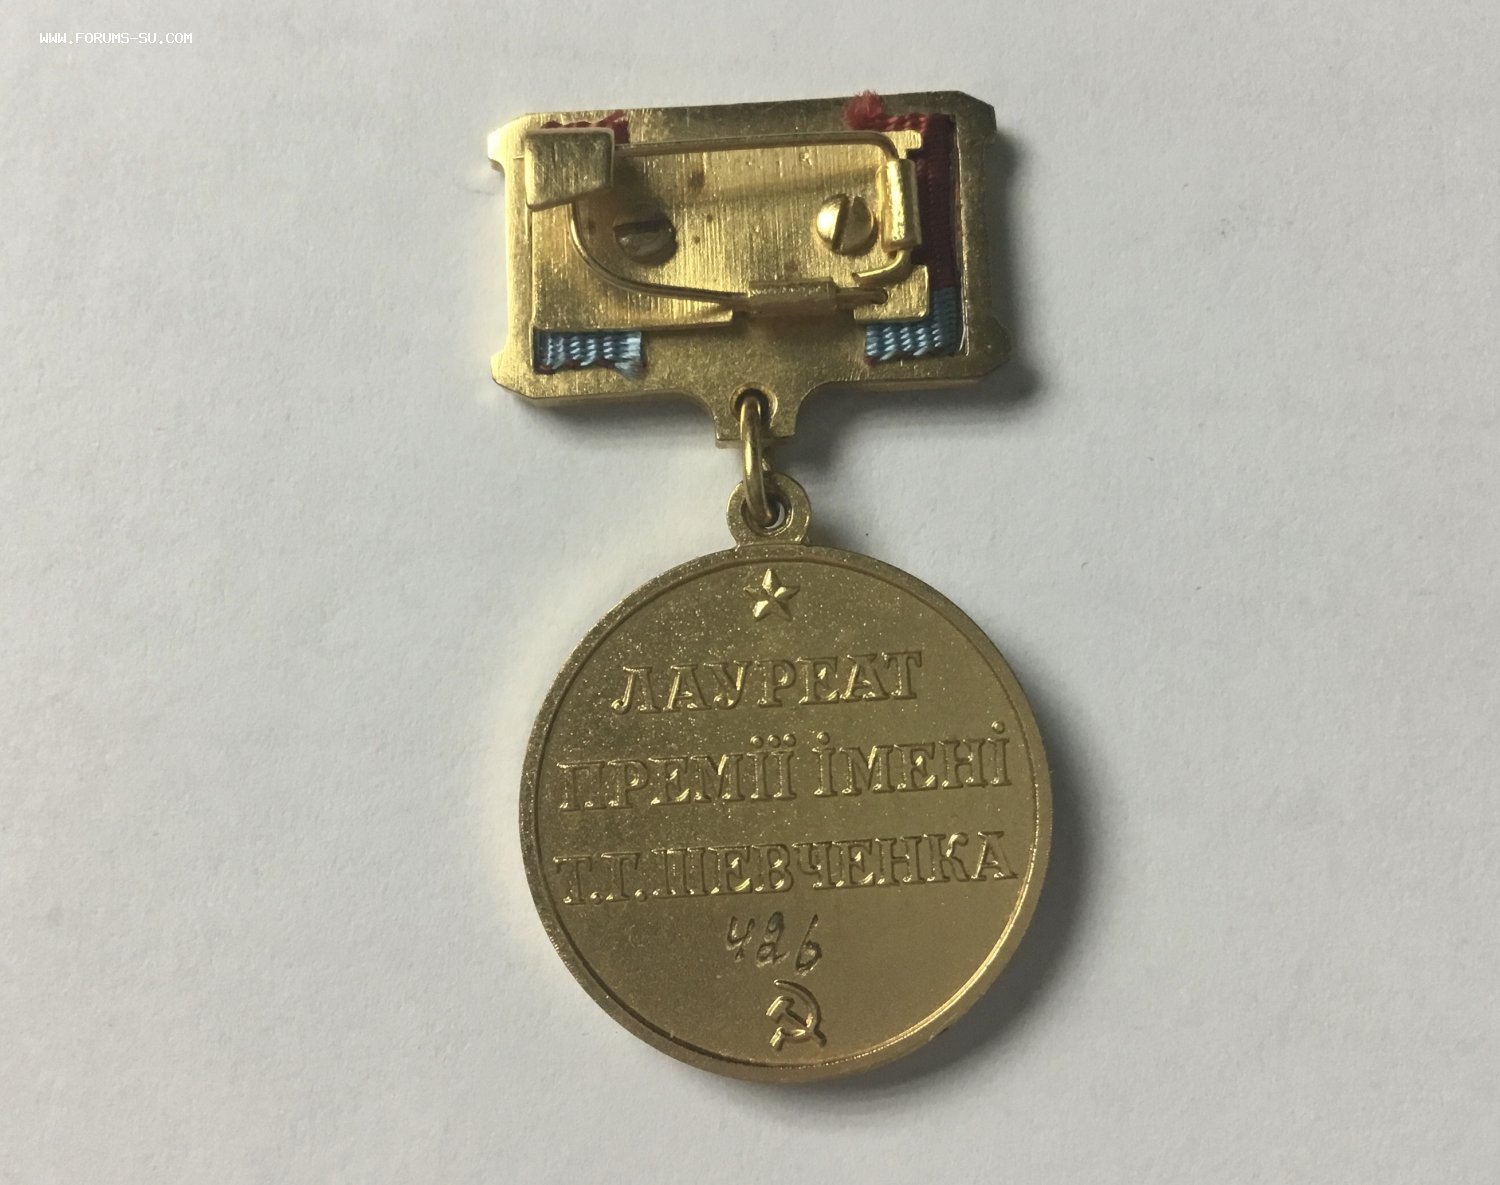 WWW.FORUMS-SU.COM
ЛАУРЕАТ
ПРЕМІЇ ІМЕНІ
Т.Г.ШЕВЧЕНКА
426